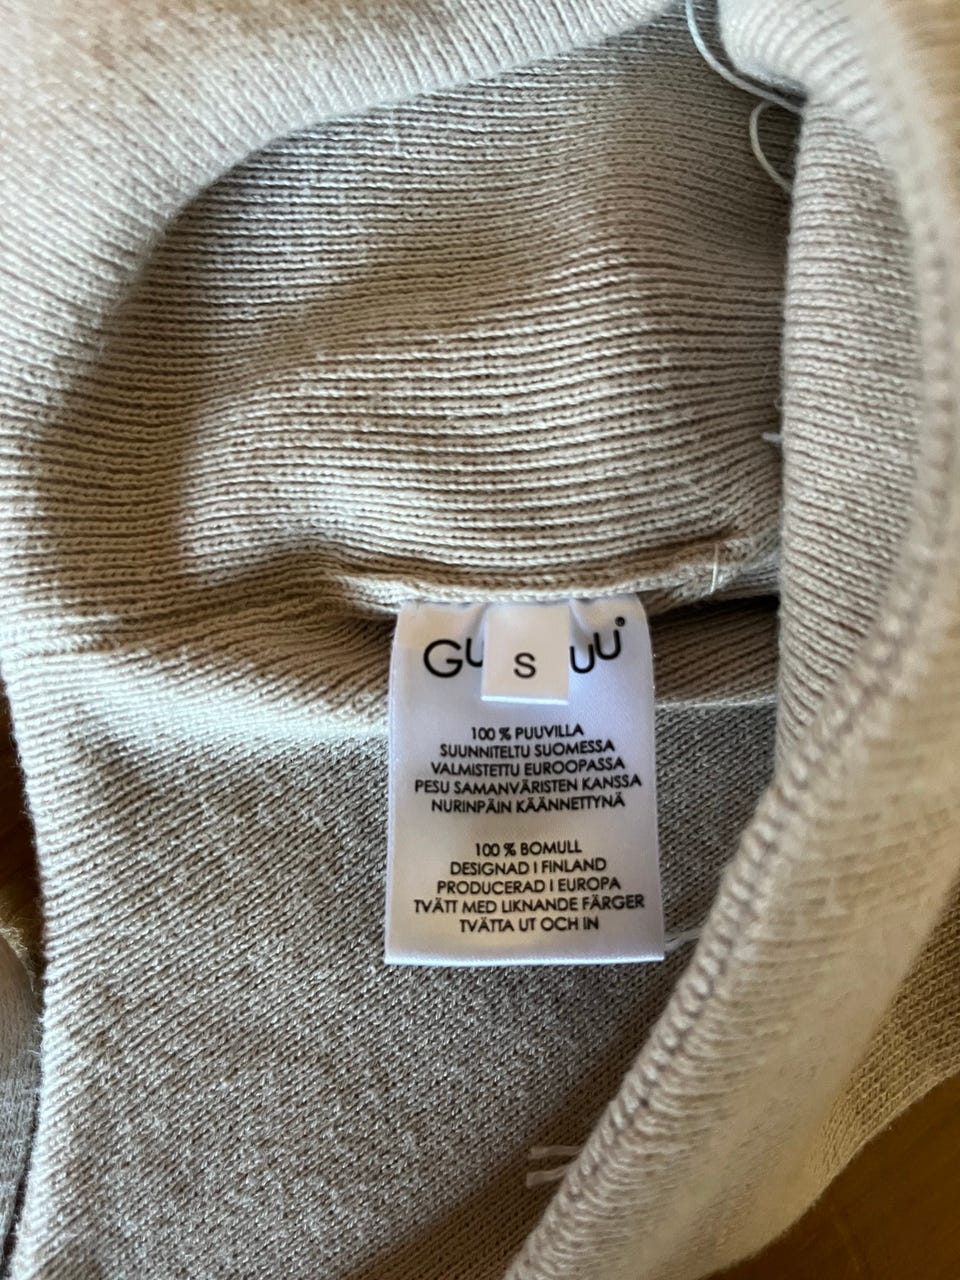 S
100 % PUUVILLA
SUUNNITELTU SUOMESSA
VALMISTETTU EUROOPASSA
PESU SAMANVÄRISTEN KANSSA
NURINPÄIN KÄÄNNETTYNÄ
100 % BOMULL
DESIGNAD I FINLAND
PRODUCERAD I EUROPA
TVÄTT MED LIKNANDE FÄRGER
TVÄTTA UT OCH IN